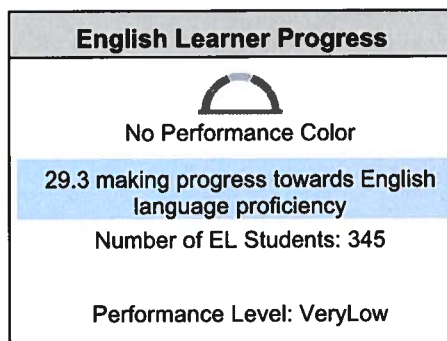 English Learner Progress
No Performance Color
29.3 making progress towards English
language proficiency
Number of EL Students: 345
Performance Level: VeryLow